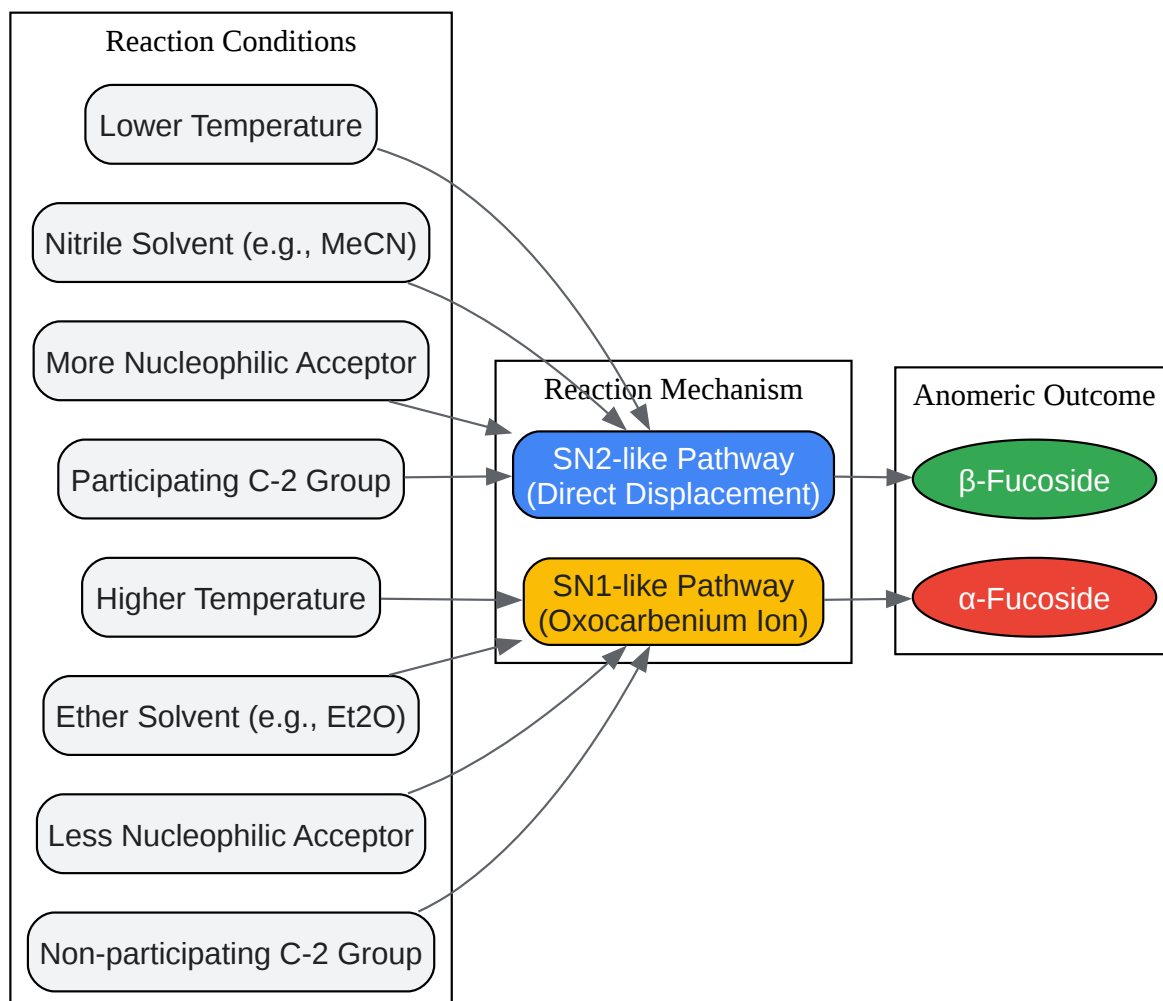 Reaction Conditions
Lower Temperature
Nitrile Solvent (e.g., MeCN)
More Nucleophilic Acceptor
Participating C-2 Group
Higher Temperature
Ether Solvent (e.g., Et2O)
Less Nucleophilic Acceptor
Non-participating C-2 Group
Reaction Mechanism
SN2-like Pathway
(Direct Displacement)
SN1-like Pathway
(Oxocarbenium Ion)
Anomeric Outcome
β-Fucoside
α-Fucoside